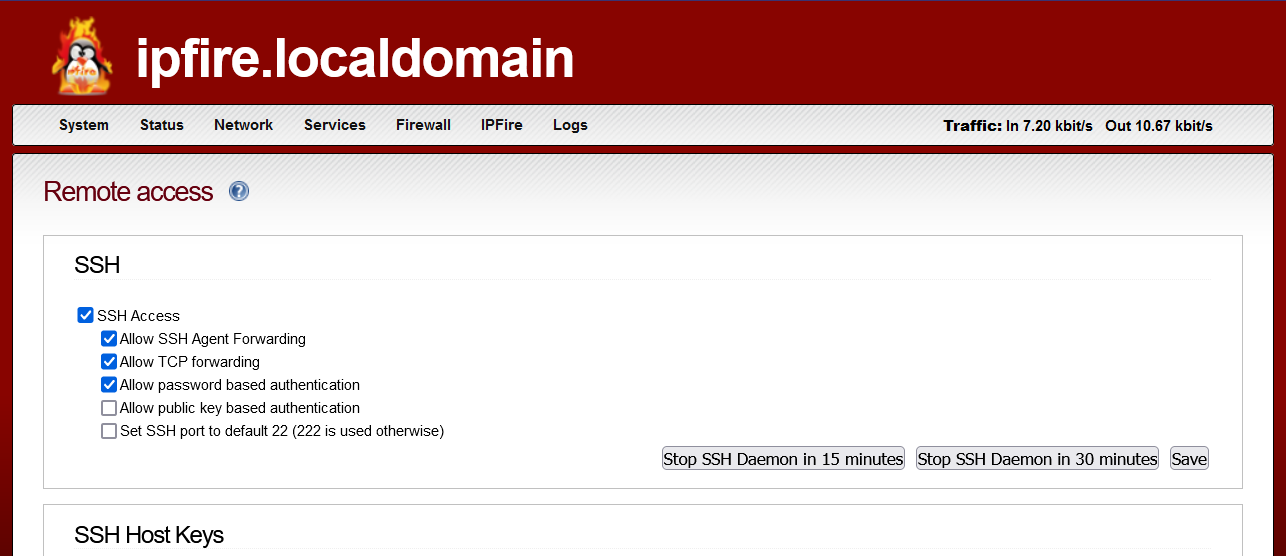 ipfire.localdomain
System Status Network Services Firewall IPFire Logs Traffic: In 7.20 kbit/s Out 10.67 kbit/s
Remote access ?
SSH
SSH Access
Allow SSH Agent Forwarding
Allow TCP forwarding
Allow password based authentication
Allow public key based authentication
Set SSH port to default 22 (222 is used otherwise)
Stop SSH Daemon in 15 minutes Stop SSH Daemon in 30 minutes Save
SSH Host Keys